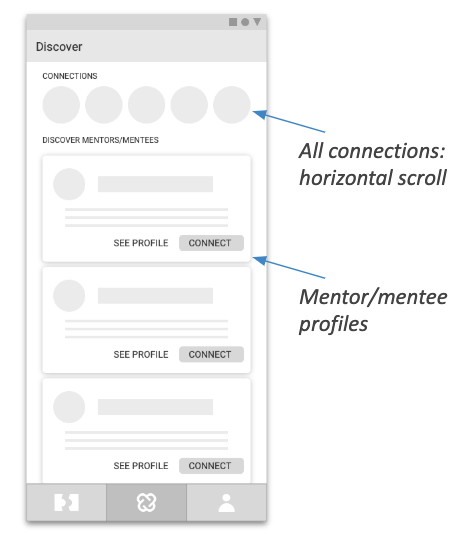 Discover
CONNECTIONS
All connections:
horizontal scroll
DISCOVER MENTORS/MENTEES
SEE PROFILE CONNECT
Mentor/mentee
profiles
SEE PROFILE CONNECT
SEE PROFILE CONNECT